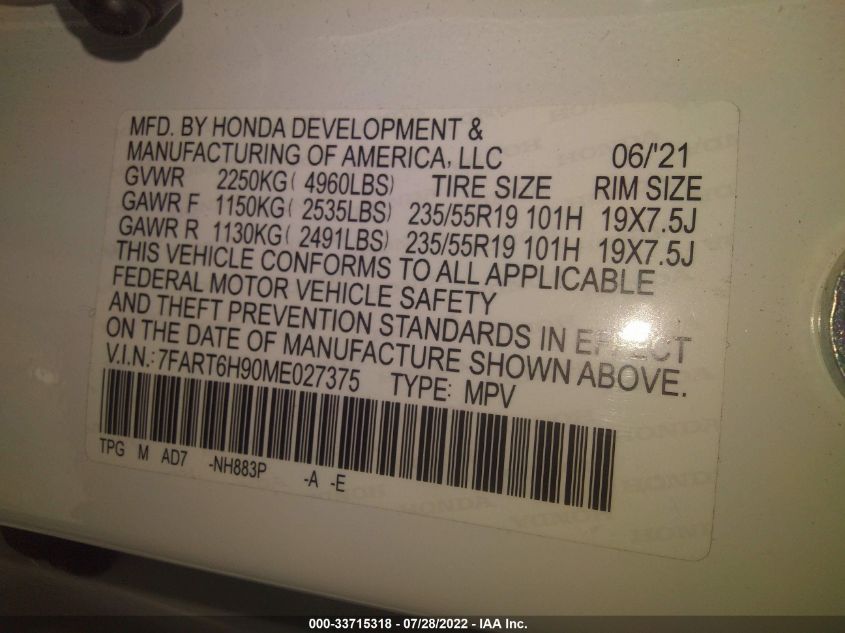 MFD. BY HONDA DEVELOPMENT &
MANUFACTURING OF AMERICA, LLC 06/'21
GVWR 2250KG( 4960LBS) TIRE SIZE RIM SIZE
GAWR F 1150KG( 2535LBS) 235/55R19 101H 19X7.5J
GAWR R 1130KG( 2491LBS) 235/55R19 101H 19X7.5J
THIS VEHICLE CONFORMS TO ALL APPLICABLE
FEDERAL MOTOR VEHICLE SAFETY
AND THEFT PREVENTION STANDARDS IN EFFECT
ON THE DATE OF MANUFACTURE SHOWN ABOVE.
V.I.N.: 7FART6H90ME027375 TYPE: MPV
TPG M AD7 -NH883P -A -E
000-33715318 - 07/28/2022 - IAA Inc.